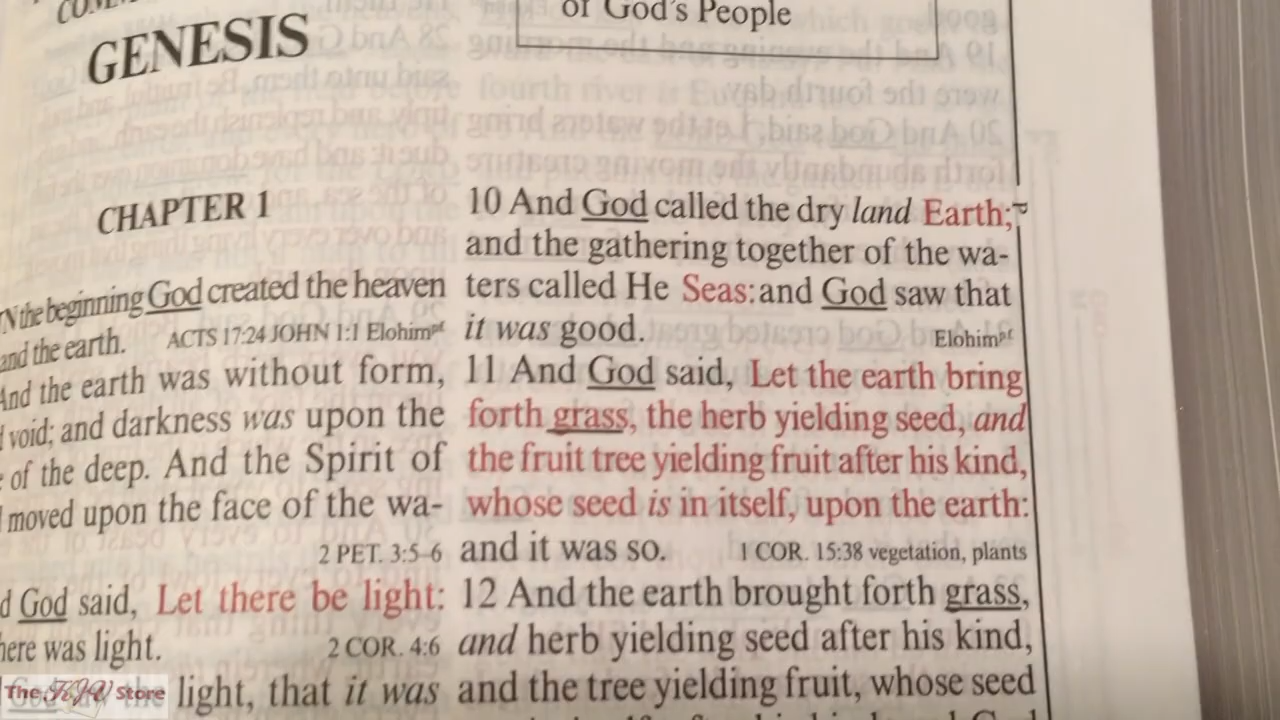 of God's People
GENESIS
CHAPTER 1
IN the beginning God created the heaven
and the earth. ACTS 17:24 JOHN 1:1 Elohimᵖᶠ
And the earth was without form,
void; and darkness was upon the
of the deep. And the Spirit of
moved upon the face of the wa-
2 PET. 3:5-6
God said, Let there be light:
there was light. 2 COR. 4:6
light, that it was
10 And God called the dry land Earth;
and the gathering together of the wa-
ters called He Seas: and God saw that
it was good. Elohimᵖᶠ
11 And God said, Let the earth bring
forth grass, the herb yielding seed, and
the fruit tree yielding fruit after his kind,
whose seed is in itself, upon the earth:
and it was so. 1 COR. 15:38 vegetation, plants
12 And the earth brought forth grass,
and herb yielding seed after his kind,
and the tree yielding fruit, whose seed
The KJV Store